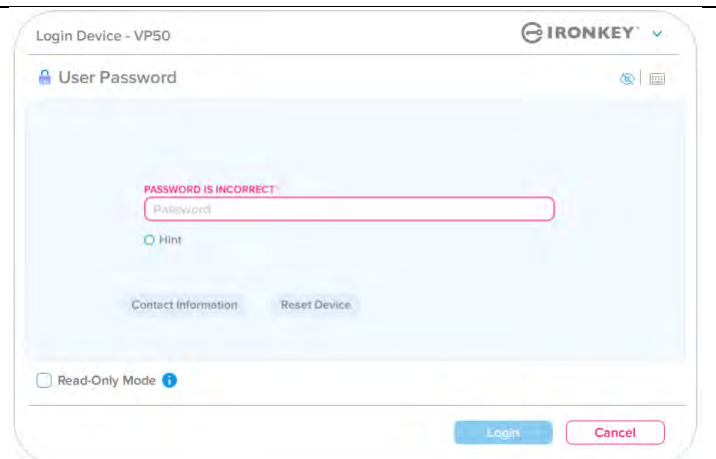 Login Device - VP50
IRONKEY
User Password
PASSWORD IS INCORRECT
Password
Hint
Contact Information Reset Device
Read-Only Mode
Login Cancel